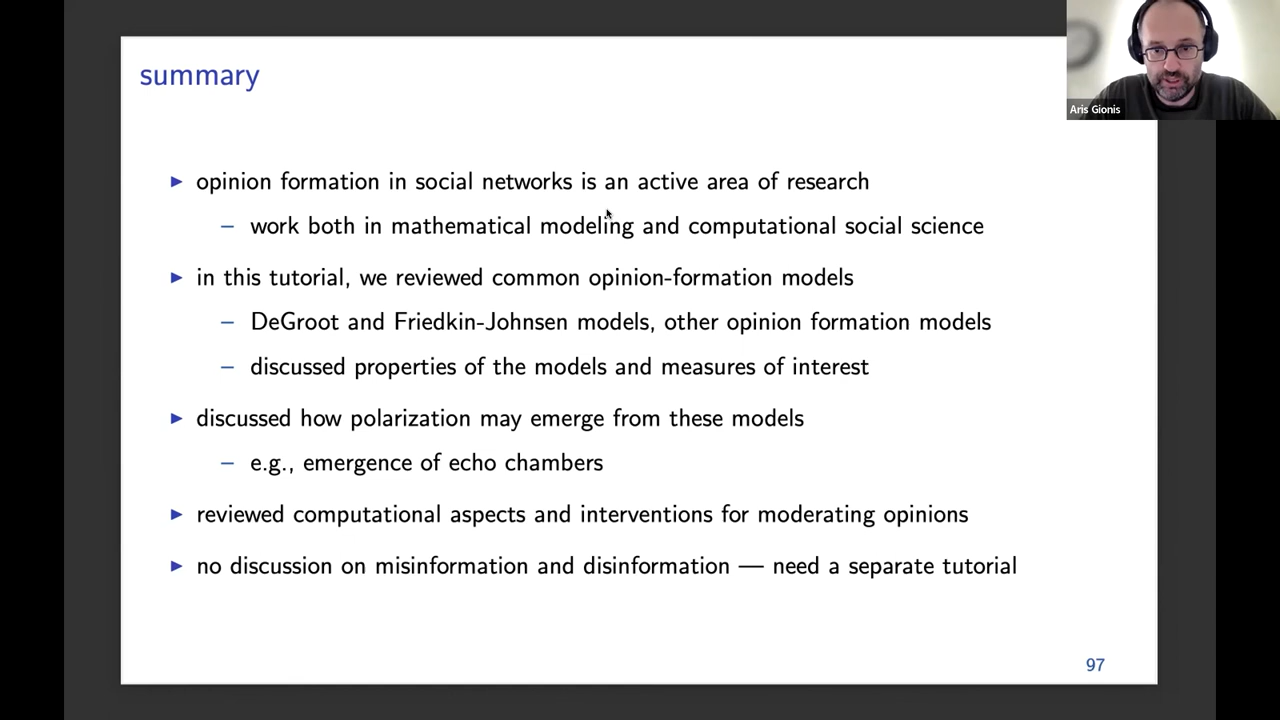 summary
Aris Gionis
▶ opinion formation in social networks is an active area of research
– work both in mathematical modeling and computational social science
▶ in this tutorial, we reviewed common opinion-formation models
– DeGroot and Friedkin-Johnsen models, other opinion formation models
– discussed properties of the models and measures of interest
▶ discussed how polarization may emerge from these models
– e.g., emergence of echo chambers
▶ reviewed computational aspects and interventions for moderating opinions
▶ no discussion on misinformation and disinformation — need a separate tutorial
97